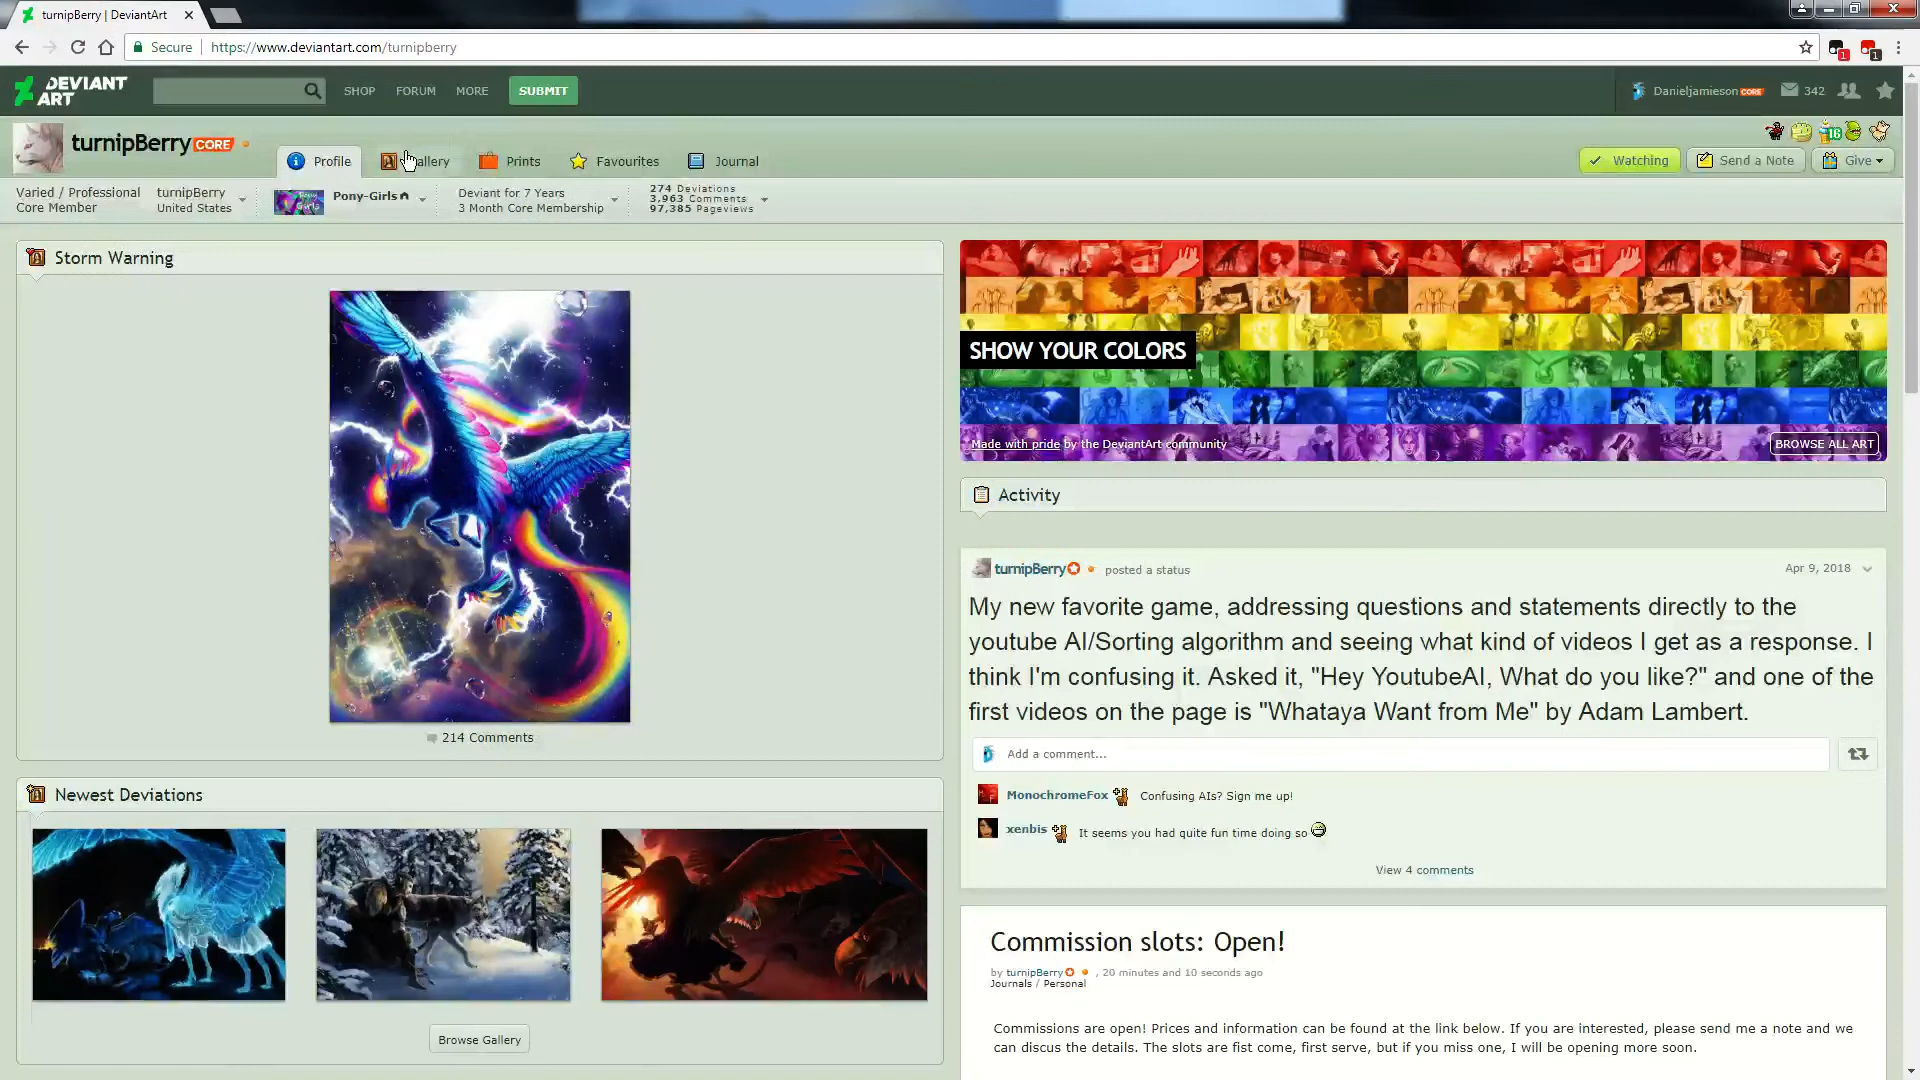 turnipBerry | DeviantArt
Secure
https://www.deviantart.com/turnipberry
1
1
DEVIANT ART
SHOP
FORUM
MORE
SUBMIT
Danieljamieson CORE
342
turnipBerry CORE
Profile
Gallery
Prints
Favourites
Journal
16
Watching
Send a Note
Give
Varied / Professional
Core Member
turnipBerry
United States
Pony-Girls
Deviant for 7 Years
3 Month Core Membership
274 Deviations
3,963 Comments
97,385 Pageviews
Storm Warning
214 Comments
Newest Deviations
Browse Gallery
SHOW YOUR COLORS
Made with pride by the DeviantArt community
BROWSE ALL ART
Activity
turnipBerry posted a status
Apr 9, 2018
My new favorite game, addressing questions and statements directly to the
youtube AI/Sorting algorithm and seeing what kind of videos I get as a response. I
think I'm confusing it. Asked it, "Hey YoutubeAI, What do you like?" and one of the
first videos on the page is "Whataya Want from Me" by Adam Lambert.
Add a comment...
MonochromeFox Confusing AIs? Sign me up!
xenbis It seems you had quite fun time doing so
View 4 comments
Commission slots: Open!
by turnipBerry , 20 minutes and 10 seconds ago
Journals / Personal
Commissions are open! Prices and information can be found at the link below. If you are interested, please send me a note and we
can discus the details. The slots are fist come, first serve, but if you miss one, I will be opening more soon.